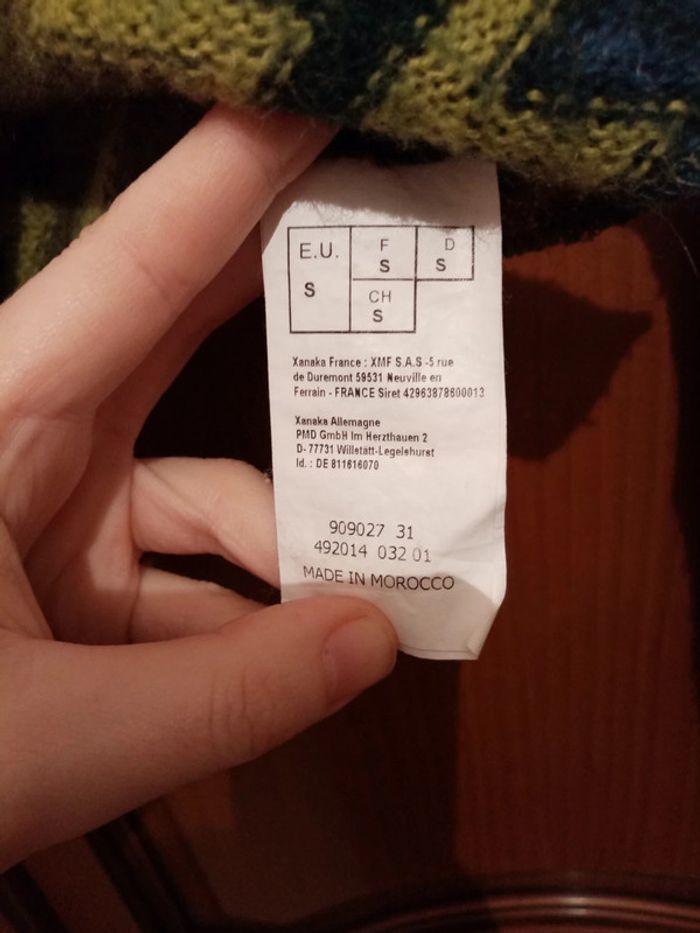 E.U. F D
S S S
CH
S
Xanaka France : XMF S.A.S -5 rue
de Duremont 59531 Neuville en
Ferrain - FRANCE Siret 42963878600013
Xanaka Allemagne
PMD GmbH Im Herzthauen 2
D- 77731 Willstätt-Legelshurst
Id. : DE 811616070
909027 31
492014 032 01
MADE IN MOROCCO